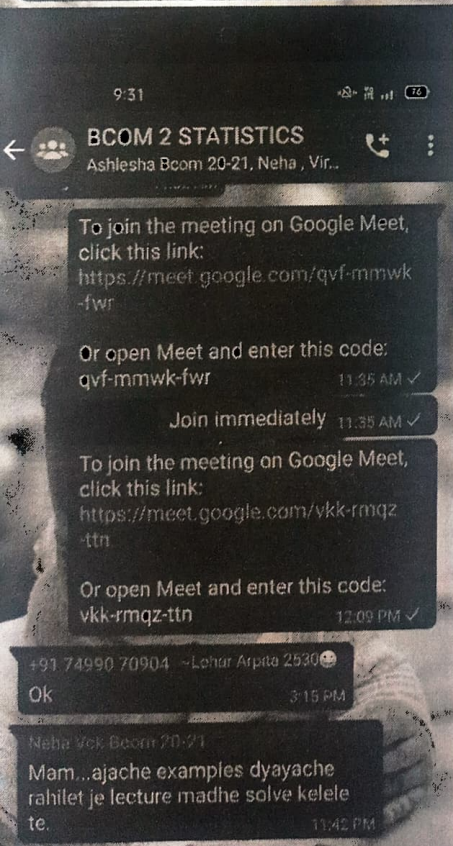 9:31
76
BCOM 2 STATISTICS
Ashlesha Bcom 20-21, Neha , Vir...
To join the meeting on Google Meet,
click this link:
https://meet.google.com/qvf-mmwk
-fwr
Or open Meet and enter this code:
qvf-mmwk-fwr
11:35 AM
Join immediately 11:35 AM
To join the meeting on Google Meet,
click this link:
https://meet.google.com/vkk-rmqz
-ttn
Or open Meet and enter this code:
vkk-rmqz-ttn
12:09 PM
+91 74990 70904 ~Lohar Arpita 2530😀
Ok
3:15 PM
Neha Vck Bcom 20-21
Mam...ajache examples dyayache
rahilet je lecture madhe solve kelele
te.
11:42 PM